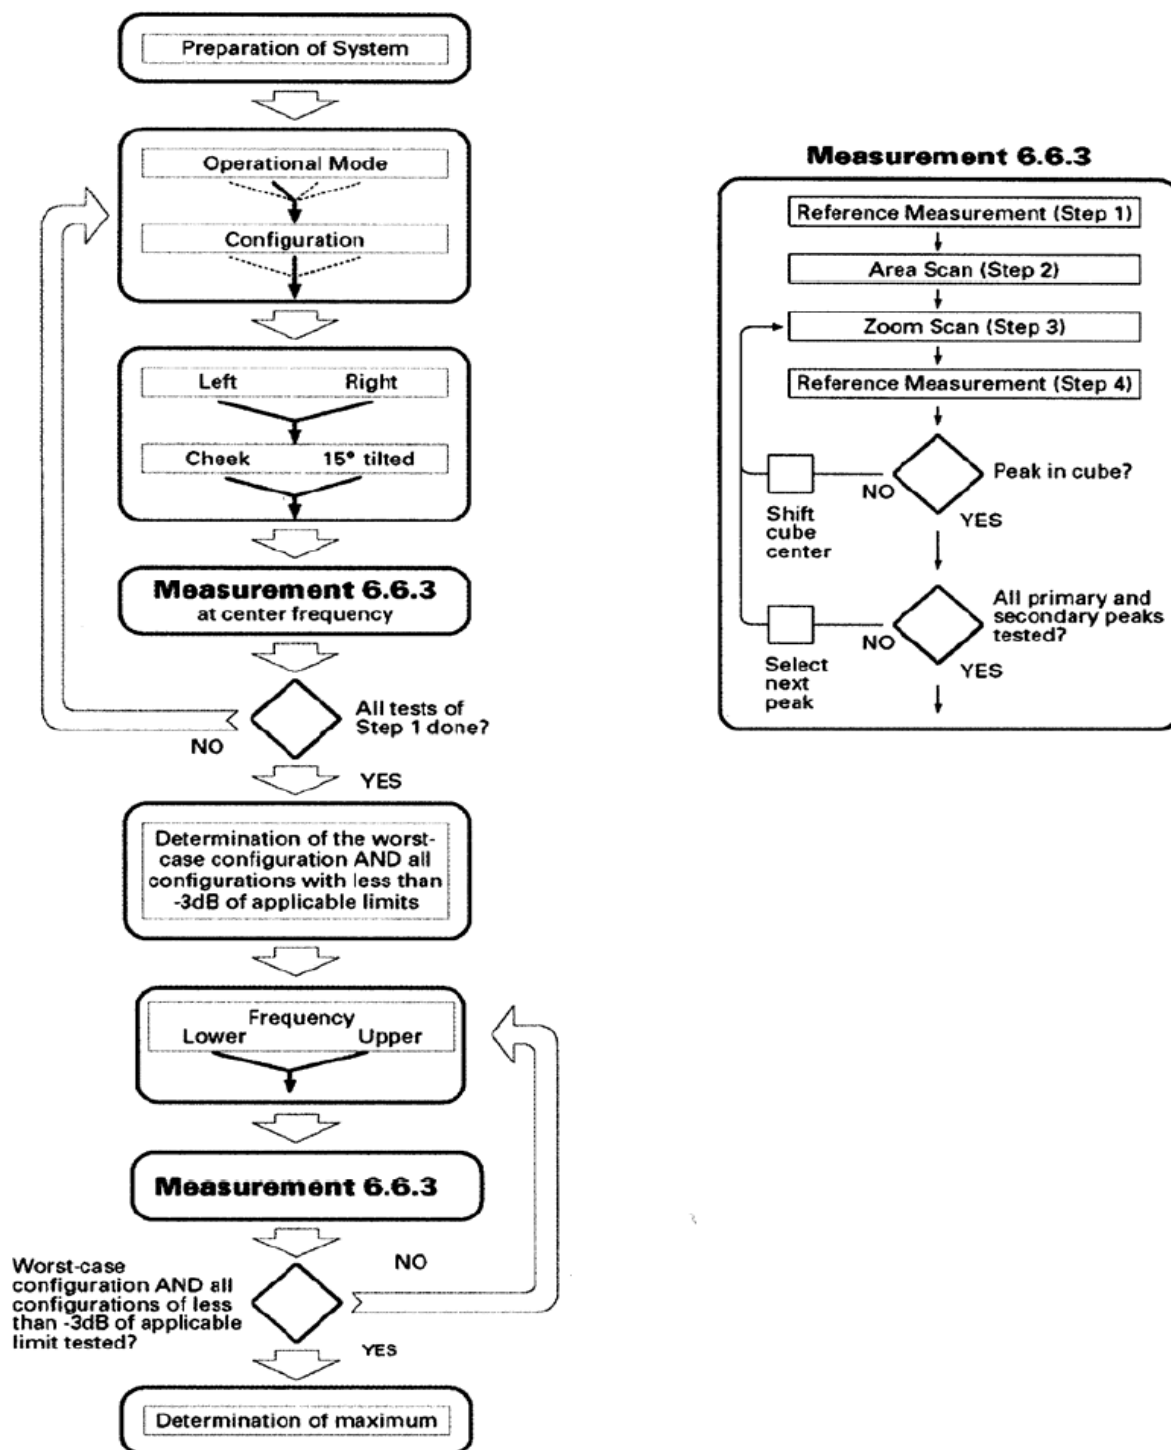 Preparation of System
Operational Mode
Configuration
Left Right
Cheek 15° tilted
Measurement 6.6.3
at center frequency
All tests of
Step 1 done?
NO
YES
Determination of the worst-
case configuration AND all
configurations with less than
-3dB of applicable limits
Frequency
Lower Upper
Measurement 6.6.3
Worst-case
configuration AND all
configurations of less
than -3dB of applicable
limit tested?
NO
YES
Determination of maximum
Measurement 6.6.3
Reference Measurement (Step 1)
Area Scan (Step 2)
Zoom Scan (Step 3)
Reference Measurement (Step 4)
Peak in cube?
NO
Shift
cube
center
YES
All primary and
secondary peaks
tested?
NO
Select
next
peak
YES